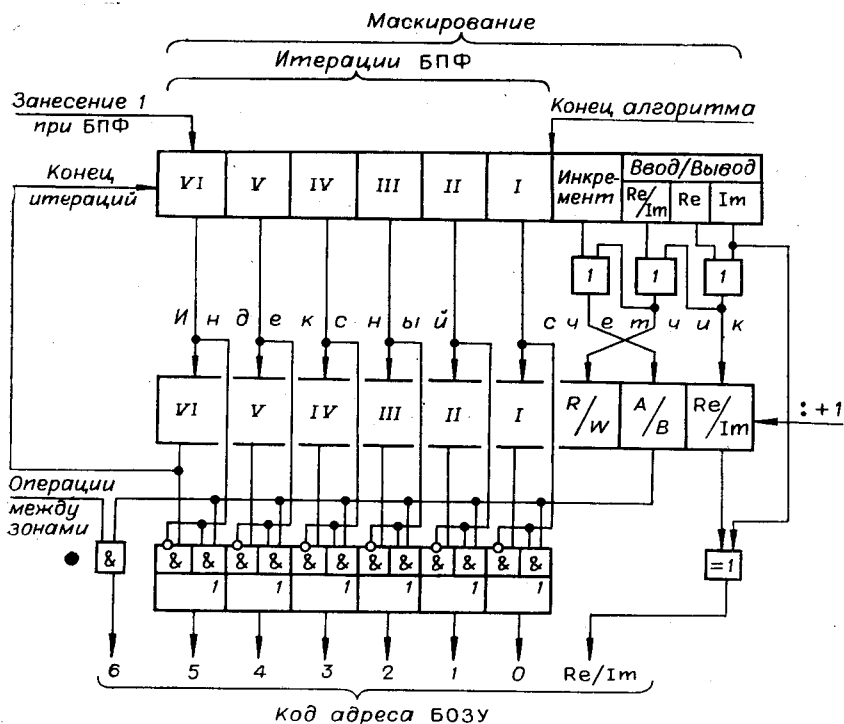 Маскирование
Итерации БПФ
Занесение 1
при БПФ
Конец алгоритма
Конец
итераций
VI V IV III II I
Инкре-
мент
Ввод/Вывод
Re/Im Re Im
1 1 1
Индексный счетчик
VI V IV III II I R/W A/B Re/Im
:+1
Операции
между
зонами
& & & & & & & & & & & & &
=1
1 1 1 1 1 1
6 5 4 3 2 1 0 Re/Im
Код адреса БОЗУ